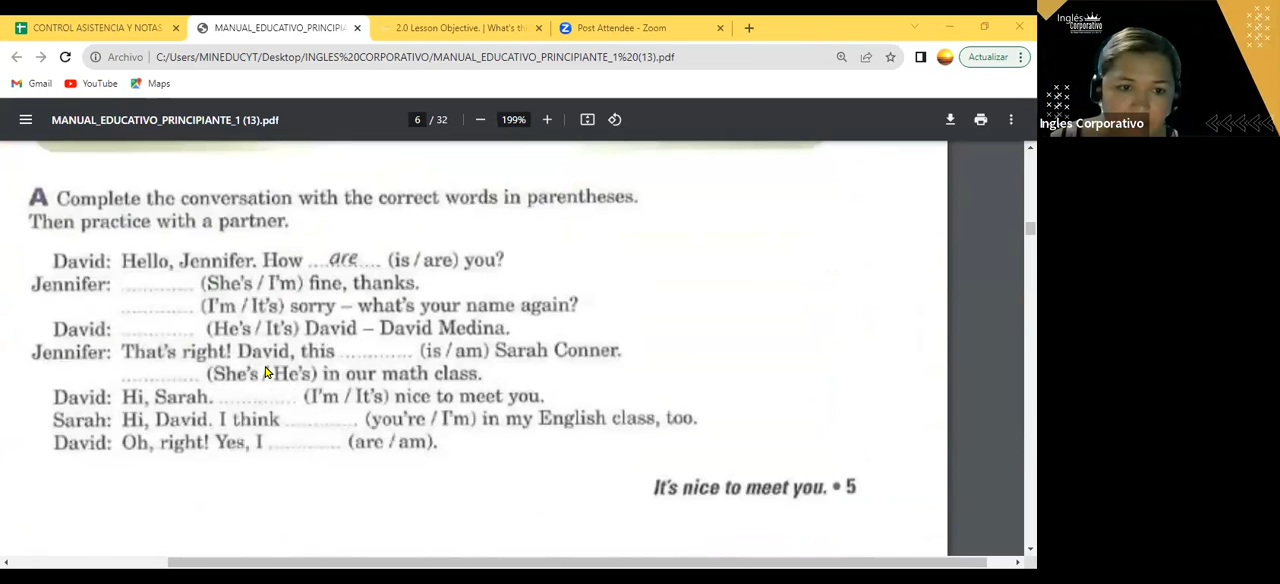 CONTROL ASISTENCIA Y NOTAS
MANUAL_EDUCATIVO_PRINCIPIA
2.0 Lesson Objective. | What's th
Post Attendee - Zoom
Archivo
C:/Users/MINEDUCYT/Desktop/INGLES%20CORPORATIVO/MANUAL_EDUCATIVO_PRINCIPIANTE_1%20(13).pdf
Actualizar
Gmail
YouTube
Maps
MANUAL_EDUCATIVO_PRINCIPIANTE_1 (13).pdf
6 / 32
199%
A Complete the conversation with the correct words in parentheses.
Then practice with a partner.
David: Hello, Jennifer. How ....are.... (is / are) you?
Jennifer: ............... (She's / I'm) fine, thanks.
............... (I'm / It's) sorry – what's your name again?
David: ............... (He's / It's) David – David Medina.
Jennifer: That's right! David, this ............... (is / am) Sarah Conner.
............... (She's / He's) in our math class.
David: Hi, Sarah. ............... (I'm / It's) nice to meet you.
Sarah: Hi, David. I think ............... (you're / I'm) in my English class, too.
David: Oh, right! Yes, I ............... (are / am).
It's nice to meet you. • 5
Inglés
Corporativo
Ingles Corporativo